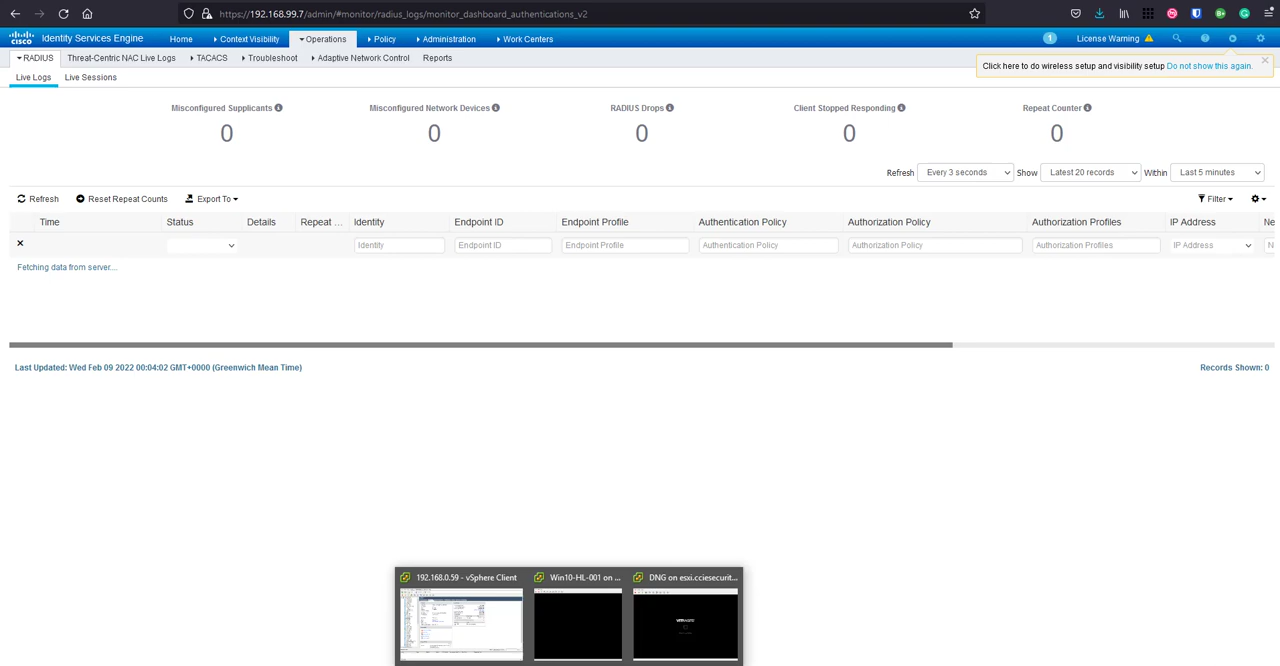 https://192.168.99.7/admin/#monitor/radius_logs/monitor_dashboard_authentications_v2
CISCO Identity Services Engine Home Context Visibility Operations Policy Administration Work Centers 1 License Warning
RADIUS Threat-Centric NAC Live Logs TACACS Troubleshoot Adaptive Network Control Reports
Click here to do wireless setup and visibility setup Do not show this again.
Live Logs Live Sessions
Misconfigured Supplicants Misconfigured Network Devices RADIUS Drops Client Stopped Responding Repeat Counter
0 0 0 0 0
Refresh Every 3 seconds Show Latest 20 records Within Last 5 minutes
Refresh Reset Repeat Counts Export To Filter
Time Status Details Repeat ... Identity Endpoint ID Endpoint Profile Authentication Policy Authorization Policy Authorization Profiles IP Address Ne
Identity Endpoint ID Endpoint Profile Authentication Policy Authorization Policy Authorization Profiles IP Address N
Fetching data from server....
Last Updated: Wed Feb 09 2022 00:04:02 GMT+0000 (Greenwich Mean Time) Records Shown: 0
192.168.0.59 - vSphere Client Win10-HL-001 on ... DNG on esxi.cciesecurit...
vmware